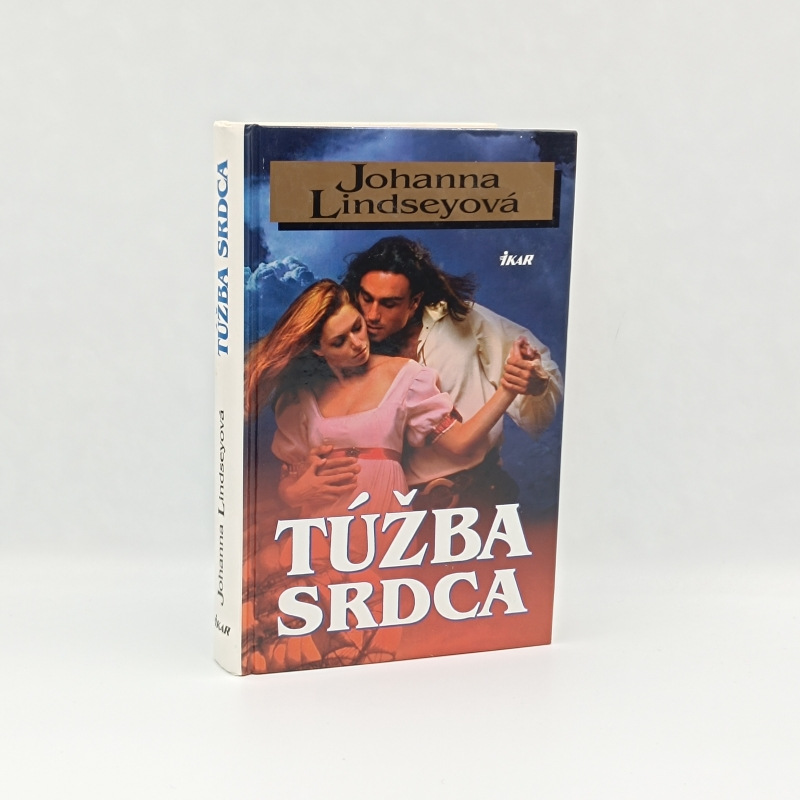 Johanna
Lindseyová
iKAR
TÚŽBA
SRDCA
TÚŽBA SRDCA
Johanna Lindseyová
iKAR